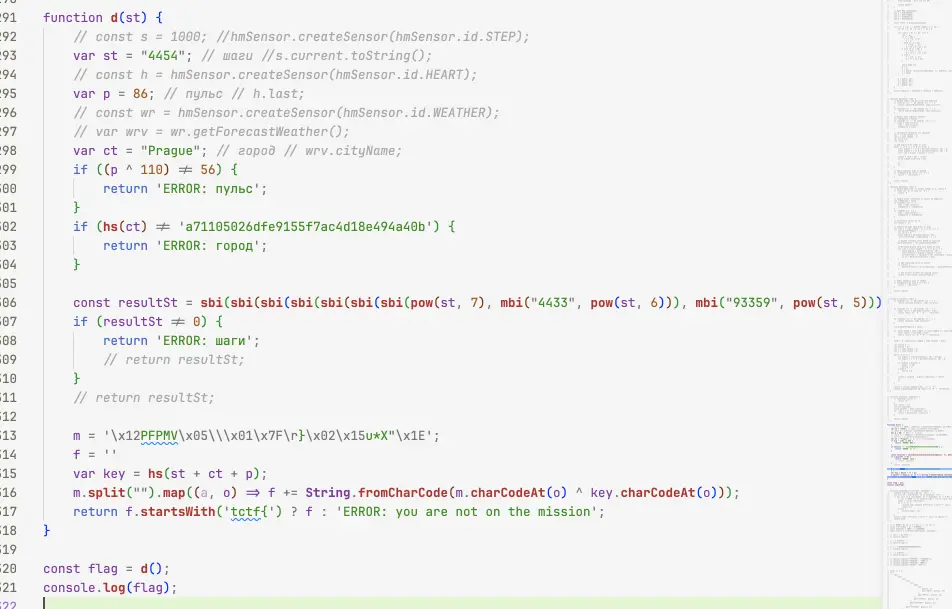 291 function d(st) {
292 // const s = 1000; //hmSensor.createSensor(hmSensor.id.STEP);
293 var st = "4454"; // шаги //s.current.toString();
294 // const h = hmSensor.createSensor(hmSensor.id.HEART);
295 var p = 86; // пульс // h.last;
296 // const wr = hmSensor.createSensor(hmSensor.id.WEATHER);
297 // var wrv = wr.getForecastWeather();
298 var ct = "Prague"; // город // wrv.cityName;
299 if ((p ^ 110) != 56) {
300 return 'ERROR: пульс';
301 }
302 if (hs(ct) != 'a71105026dfe9155f7ac4d18e494a40b') {
303 return 'ERROR: город';
304 }
305
306 const resultSt = sbi(sbi(sbi(sbi(sbi(sbi(sbi(pow(st, 7), mbi("4433", pow(st, 6))), mbi("93359", pow(st, 5)))
307 if (resultSt != 0) {
308 return 'ERROR: шаги';
309 // return resultSt;
310 }
311 // return resultSt;
312
313 m = '\x12PFPMV\x05\\\x01\x7F\r}\x02\x15u*X"\x1E';
314 f = ''
315 var key = hs(st + ct + p);
316 m.split("").map((a, o) => f += String.fromCharCode(m.charCodeAt(o) ^ key.charCodeAt(o)));
317 return f.startsWith('tctf{') ? f : 'ERROR: you are not on the mission';
318 }
319
320 const flag = d();
321 console.log(flag);
322